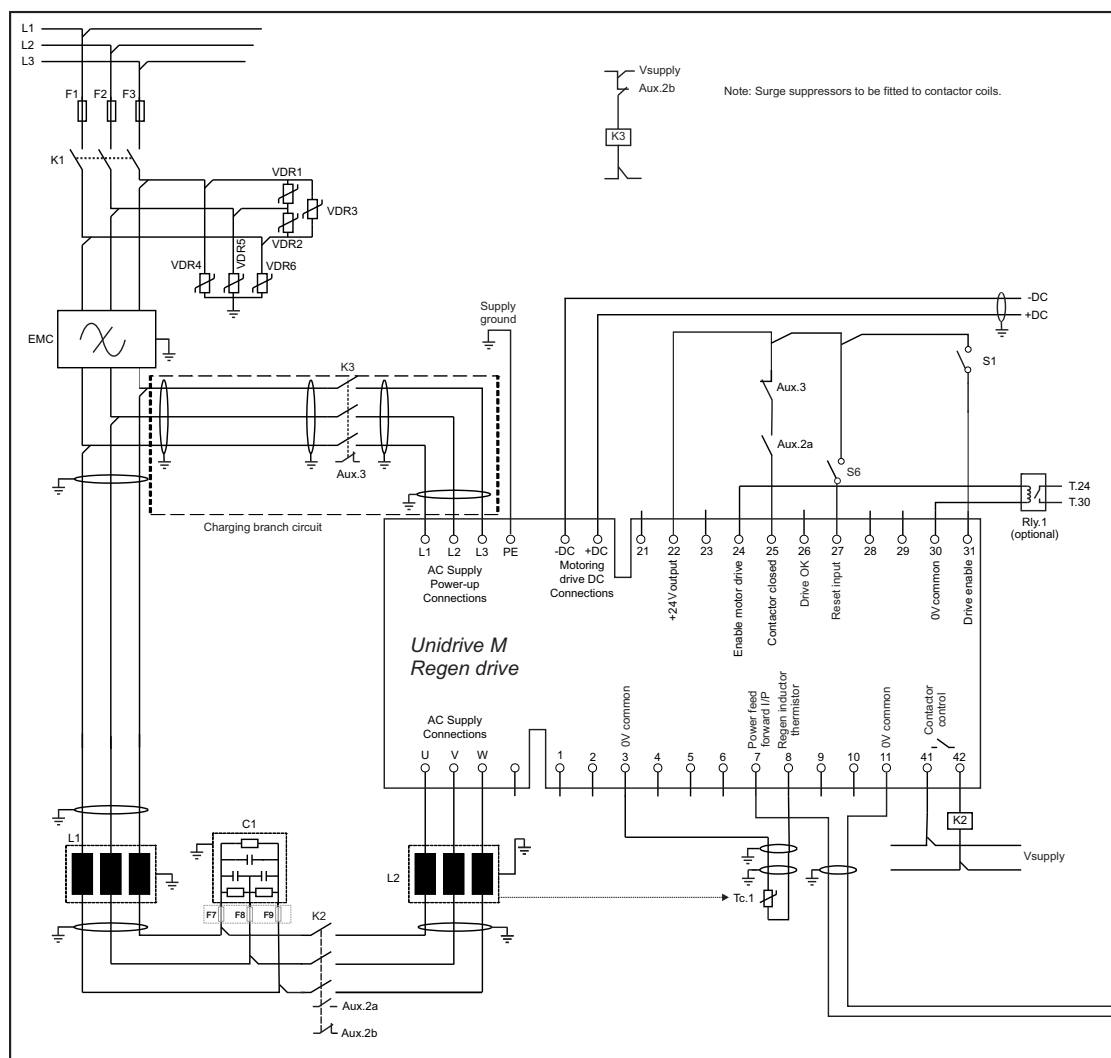 L1
L2
L3
F1 F2 F3
K1
VDR1
VDR3
VDR2
VDR4
VDR5
VDR6
EMC
Vsupply
Aux.2b
K3
Note: Surge suppressors to be fitted to contactor coils.
Supply
ground
-DC
+DC
K3
Aux.3
Charging branch circuit
Aux.3
Aux.2a
S6
S1
T.24
T.30
Rly.1
(optional)
L1 L2 L3 PE
AC Supply
Power-up
Connections
-DC +DC
Motoring
drive DC
Connections
21 22 23 24 25 26 27 28 29 30 31
+24V output
Enable motor drive
Contactor closed
Drive OK
Reset input
0V common
Drive enable
Unidrive M
Regen drive
AC Supply
Connections
U V W
0V common
Power feed
forward I/P
Regen inductor
thermistor
0V common
Contactor
control
1 2 3 4 5 6 7 8 9 10 11 41 42
K2
Vsupply
L1
C1
F7 F8 F9
K2
L2
Tc.1
Aux.2a
Aux.2b